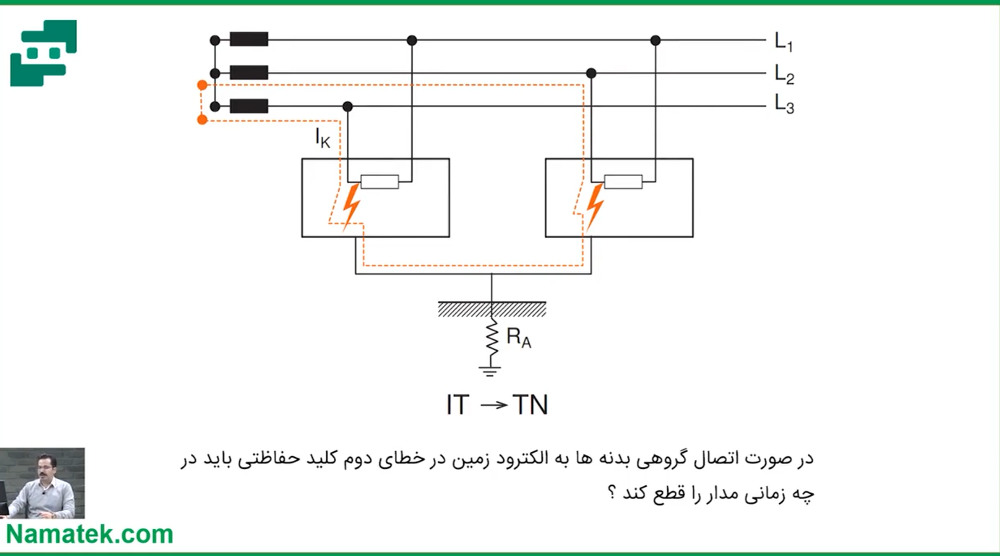 L1
L2
L3
IK
RA
IT → TN
در صورت اتصال گروهی بدنه ها به الکترود زمین در خطای دوم کلید حفاظتی باید در
چه زمانی مدار را قطع کند ؟
Namatek.com